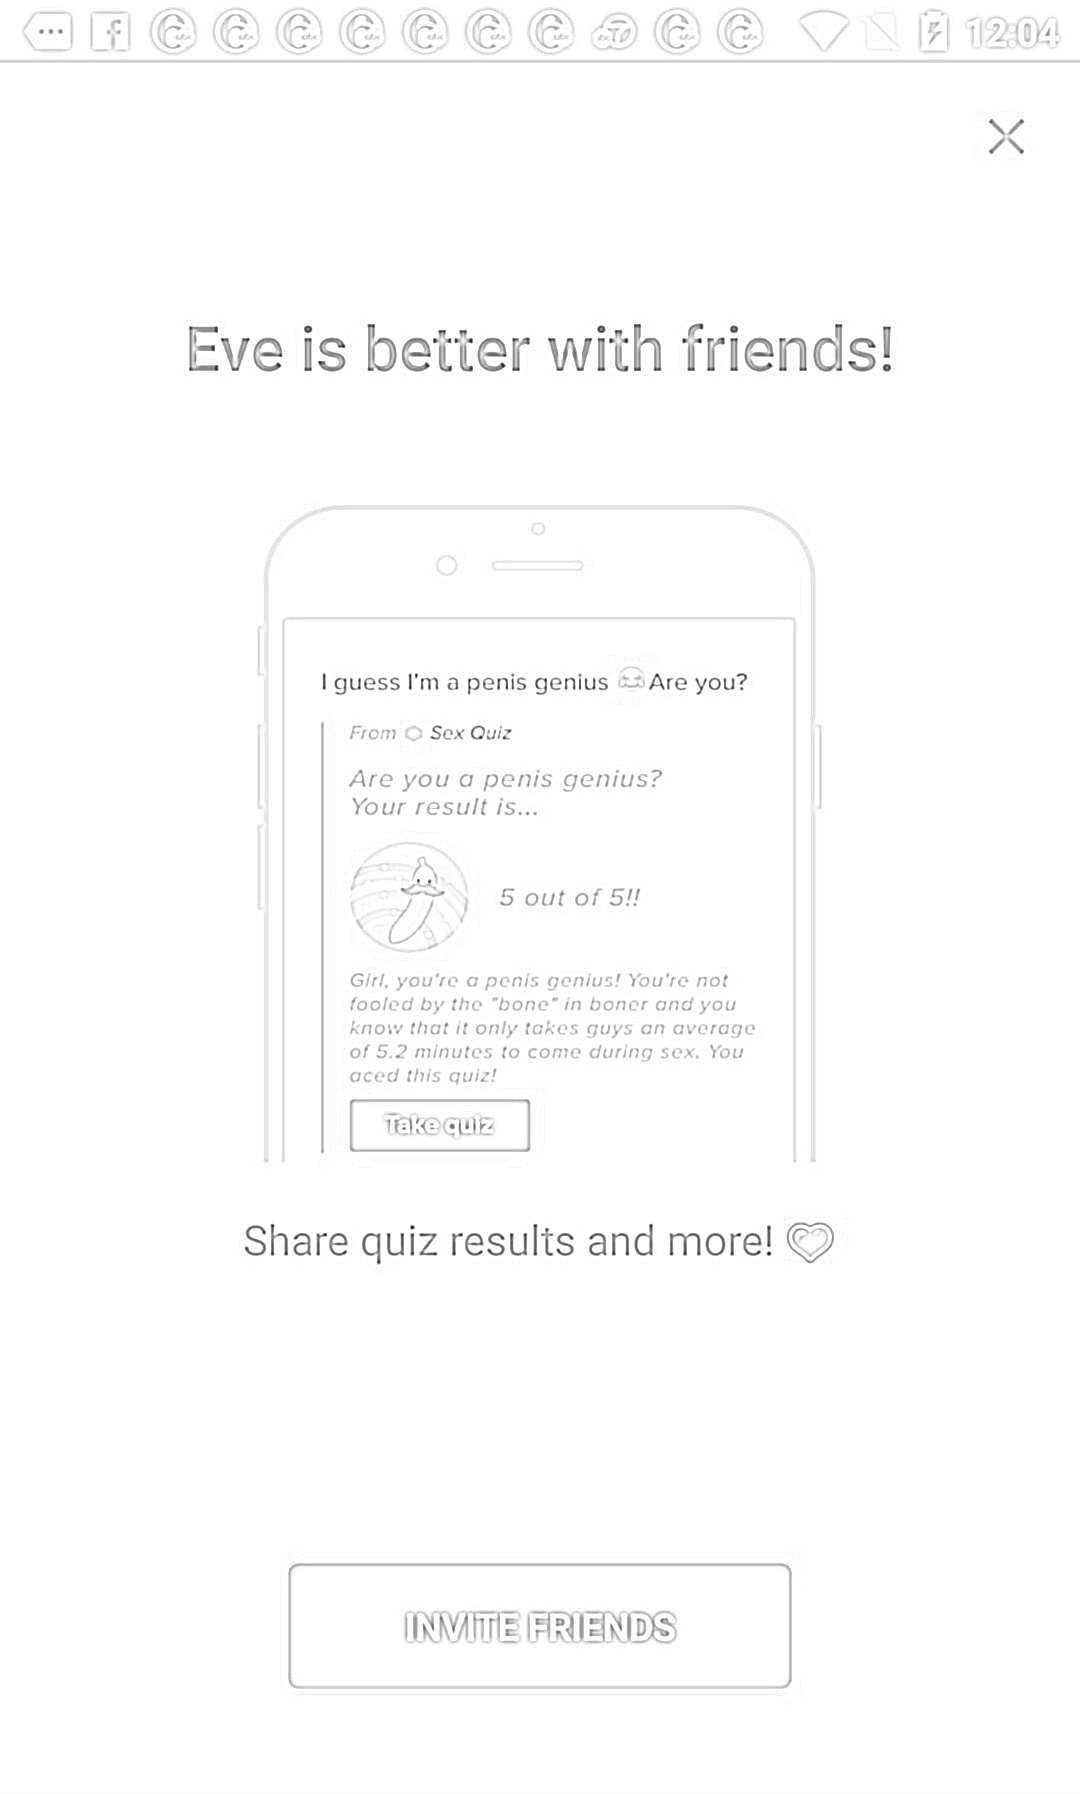 12:04
Eve is better with friends!
I guess I'm a penis genius Are you?
From Sex Quiz
Are you a penis genius?
Your result is...
5 out of 5!!
Girl, you're a penis genius! You're not
fooled by the "bone" in boner and you
know that it only takes guys an average
of 5.2 minutes to come during sex. You
aced this quiz!
Take quiz
Share quiz results and more!
INVITE FRIENDS